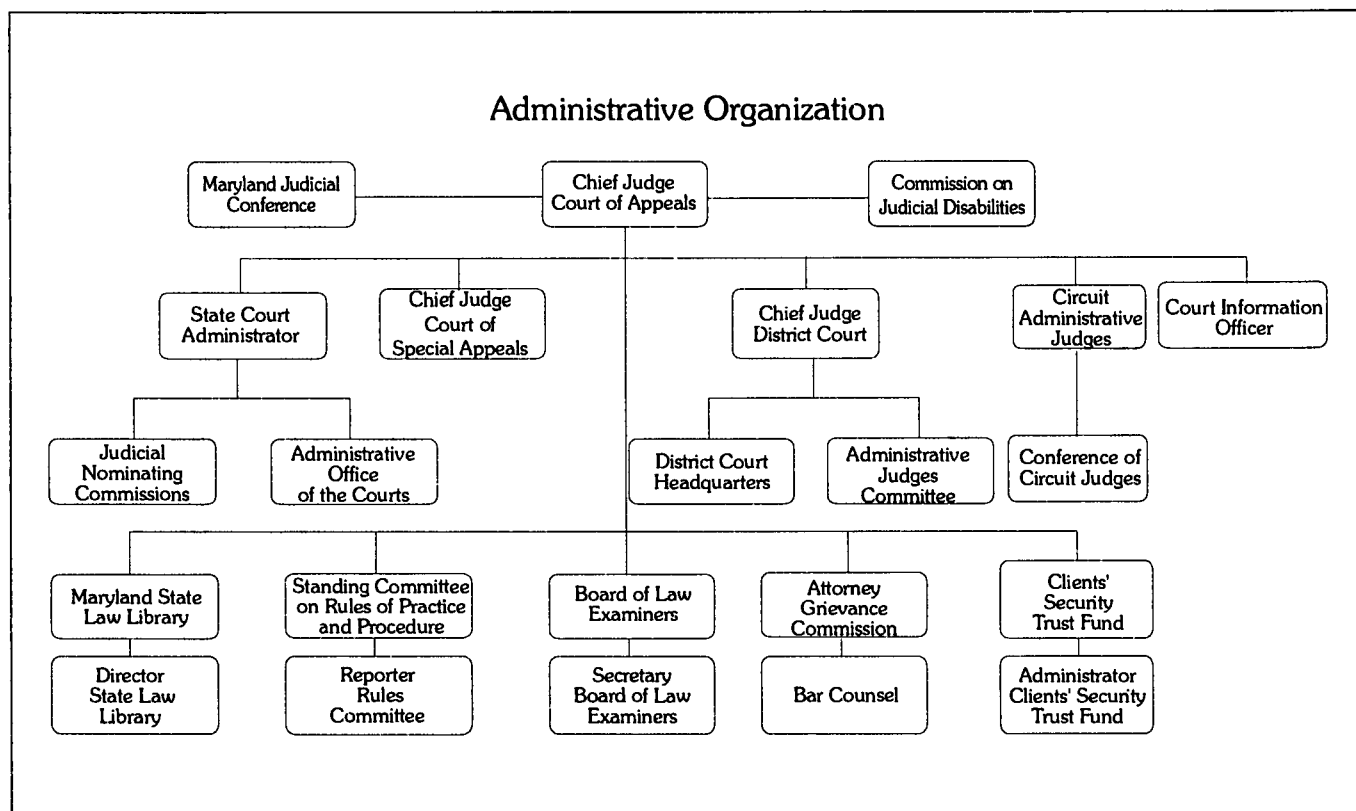 Administrative Organization
Maryland Judicial
Conference
Chief Judge
Court of Appeals
Commission on
Judicial Disabilities
State Court
Administrator
Chief Judge
Court of
Special Appeals
Chief Judge
District Court
Circuit
Administrative
Judges
Court Information
Officer
Judicial
Nominating
Commissions
Administrative
Office
of the Courts
District Court
Headquarters
Administrative
Judges
Committee
Conference of
Circuit Judges
Maryland State
Law Library
Standing Committee
on Rules of Practice
and Procedure
Board of Law
Examiners
Attorney
Grievance
Commission
Clients'
Security
Trust Fund
Director
State Law
Library
Reporter
Rules
Committee
Secretary
Board of Law
Examiners
Bar Counsel
Administrator
Clients' Security
Trust Fund